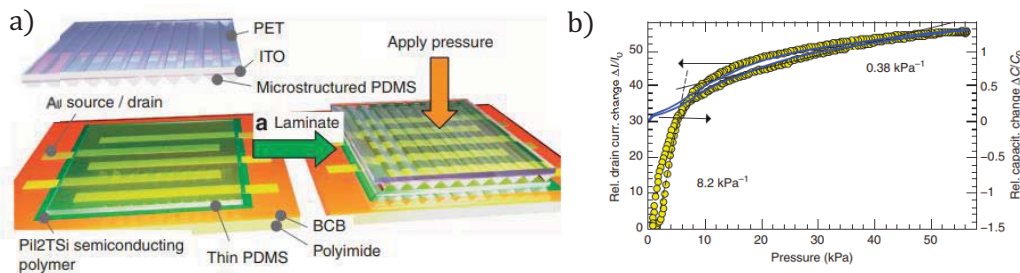 a)
PET
ITO
Microstructured PDMS
Au source / drain
a Laminate
Apply pressure
PiI2TSi semiconducting
polymer
Thin PDMS
BCB
Polyimide
b)
Rel. drain curr. change ΔI/I0
50
40
30
20
10
0
0 10 20 30 40 50
Pressure (kPa)
0.38 kPa⁻¹
8.2 kPa⁻¹
1
0.5
0
−0.5
−1
−1.5
Rel. capacit. change ΔC/C0